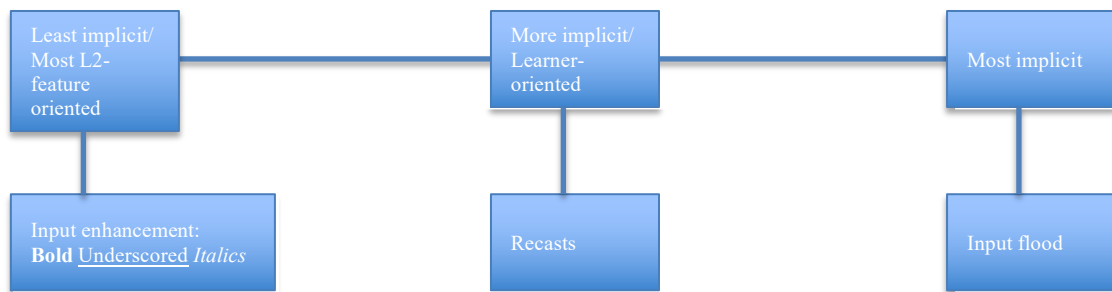 Least implicit/
Most L2-
feature
oriented
More implicit/
Learner-
oriented
Most implicit
Input enhancement:
Bold Underscored Italics
Recasts
Input flood